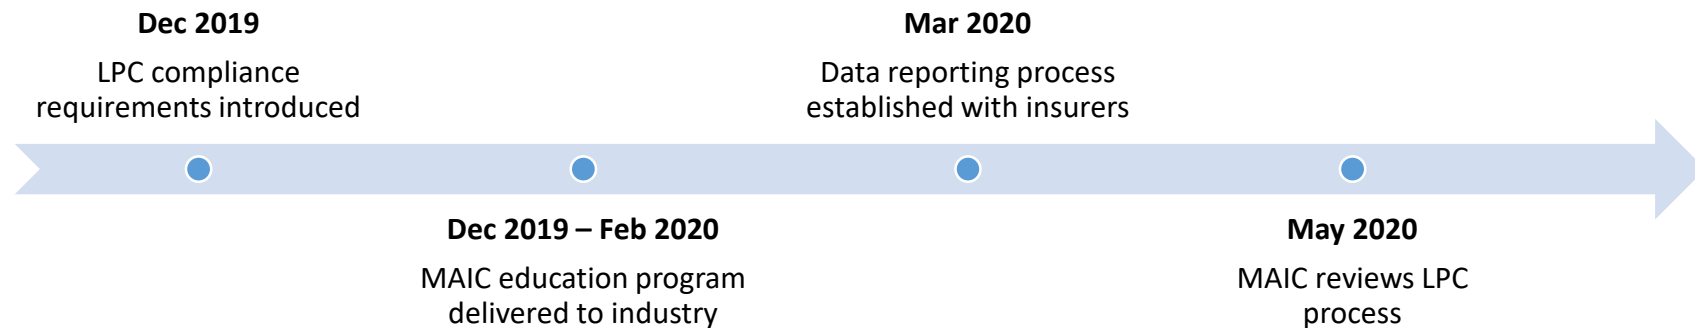 Dec 2019
LPC compliance
requirements introduced
Dec 2019 – Feb 2020
MAIC education program
delivered to industry
Mar 2020
Data reporting process
established with insurers
May 2020
MAIC reviews LPC
process